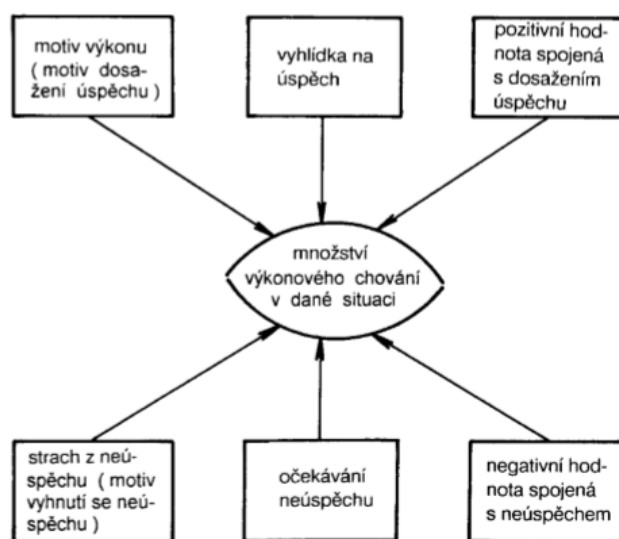 motiv výkonu
( motiv dosa-
žení úspěchu )
vyhlídka na
úspěch
pozitivní hod-
nota spojená
s dosažením
úspěchu
množství
výkonového chování
v dané situaci
strach z neú-
spěchu ( motiv
vyhnutí se neú-
spěchu )
očekávání
neúspěchu
negativní hod-
nota spojená
s neúspěchem